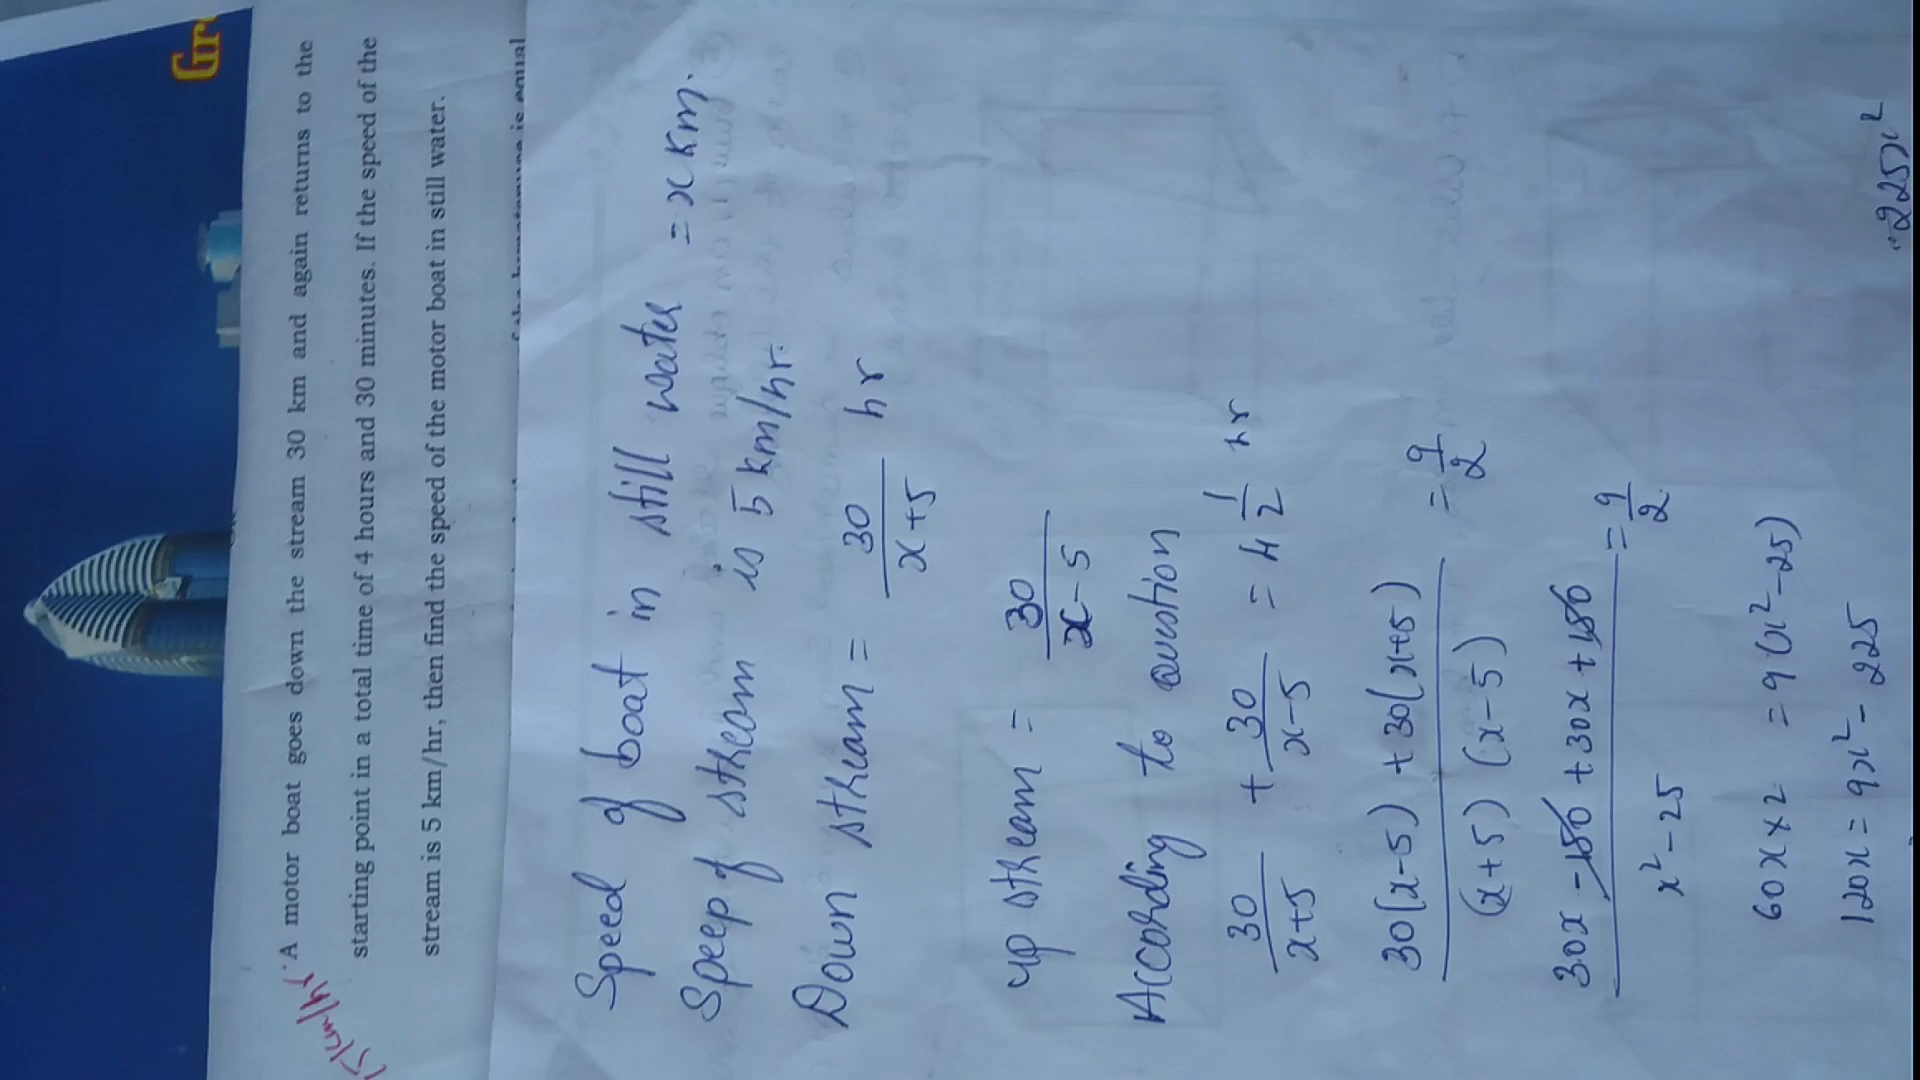 Gr
A motor boat goes down the stream 30 km and again returns to the
starting point in a total time of 4 hours and 30 minutes. If the speed of the
stream is 5 km/hr, then find the speed of the motor boat in still water.
Speed of boat in still water = x km.
Speep of stream is 5 km/hr.
Down stream = 30/(x+5) hr
up stream = 30/(x-5)
According to question
30/(x+5) + 30/(x-5) = 4 1/2 hr
(30(x-5) + 30(x+5))/((x+5)(x-5)) = 9/2
(30x - 150 + 30x + 150)/(x² - 25) = 9/2
60x × 2 = 9(x² - 25)
120x = 9x² - 225
225x²